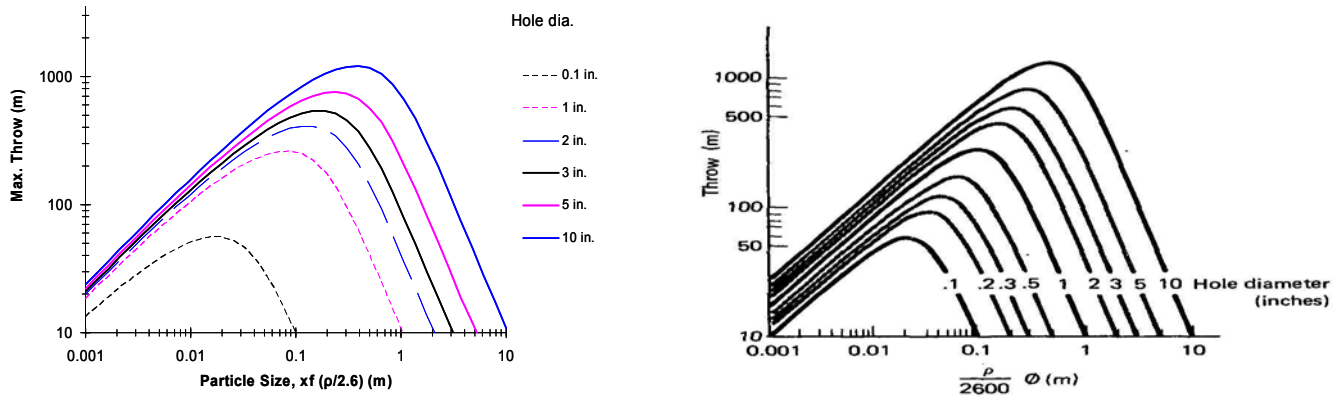 Hole dia.
0.1 in.
1 in.
2 in.
3 in.
5 in.
10 in.
Max. Throw (m)
1000
100
10
0.001
0.01
0.1
1
10
Particle Size, xf (ρ/2.6) (m)
Throw (m)
1000
500
100
50
10
.1 .2 .3 .5 1 2 3 5 10 Hole diameter
(inches)
0.001
0.01
0.1
1
10
ρ
2600
Ø (m)